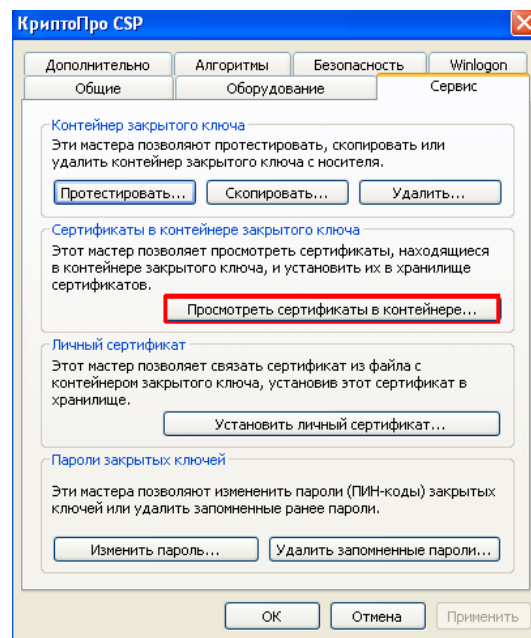 КриптоПро CSP
Дополнительно Алгоритмы Безопасность Winlogon
Общие Оборудование Сервис
Контейнер закрытого ключа
Эти мастера позволяют протестировать, скопировать или
удалить контейнер закрытого ключа с носителя.
Протестировать... Скопировать... Удалить...
Сертификаты в контейнере закрытого ключа
Этот мастер позволяет просмотреть сертификаты, находящиеся
в контейнере закрытого ключа, и установить их в хранилище
сертификатов.
Просмотреть сертификаты в контейнере...
Личный сертификат
Этот мастер позволяет связать сертификат из файла с
контейнером закрытого ключа, установив этот сертификат в
хранилище.
Установить личный сертификат...
Пароли закрытых ключей
Эти мастера позволяют измененить пароли (ПИН-коды) закрытых
ключей или удалить запомненные ранее пароли.
Изменить пароль... Удалить запомненные пароли...
ОК Отмена Применить